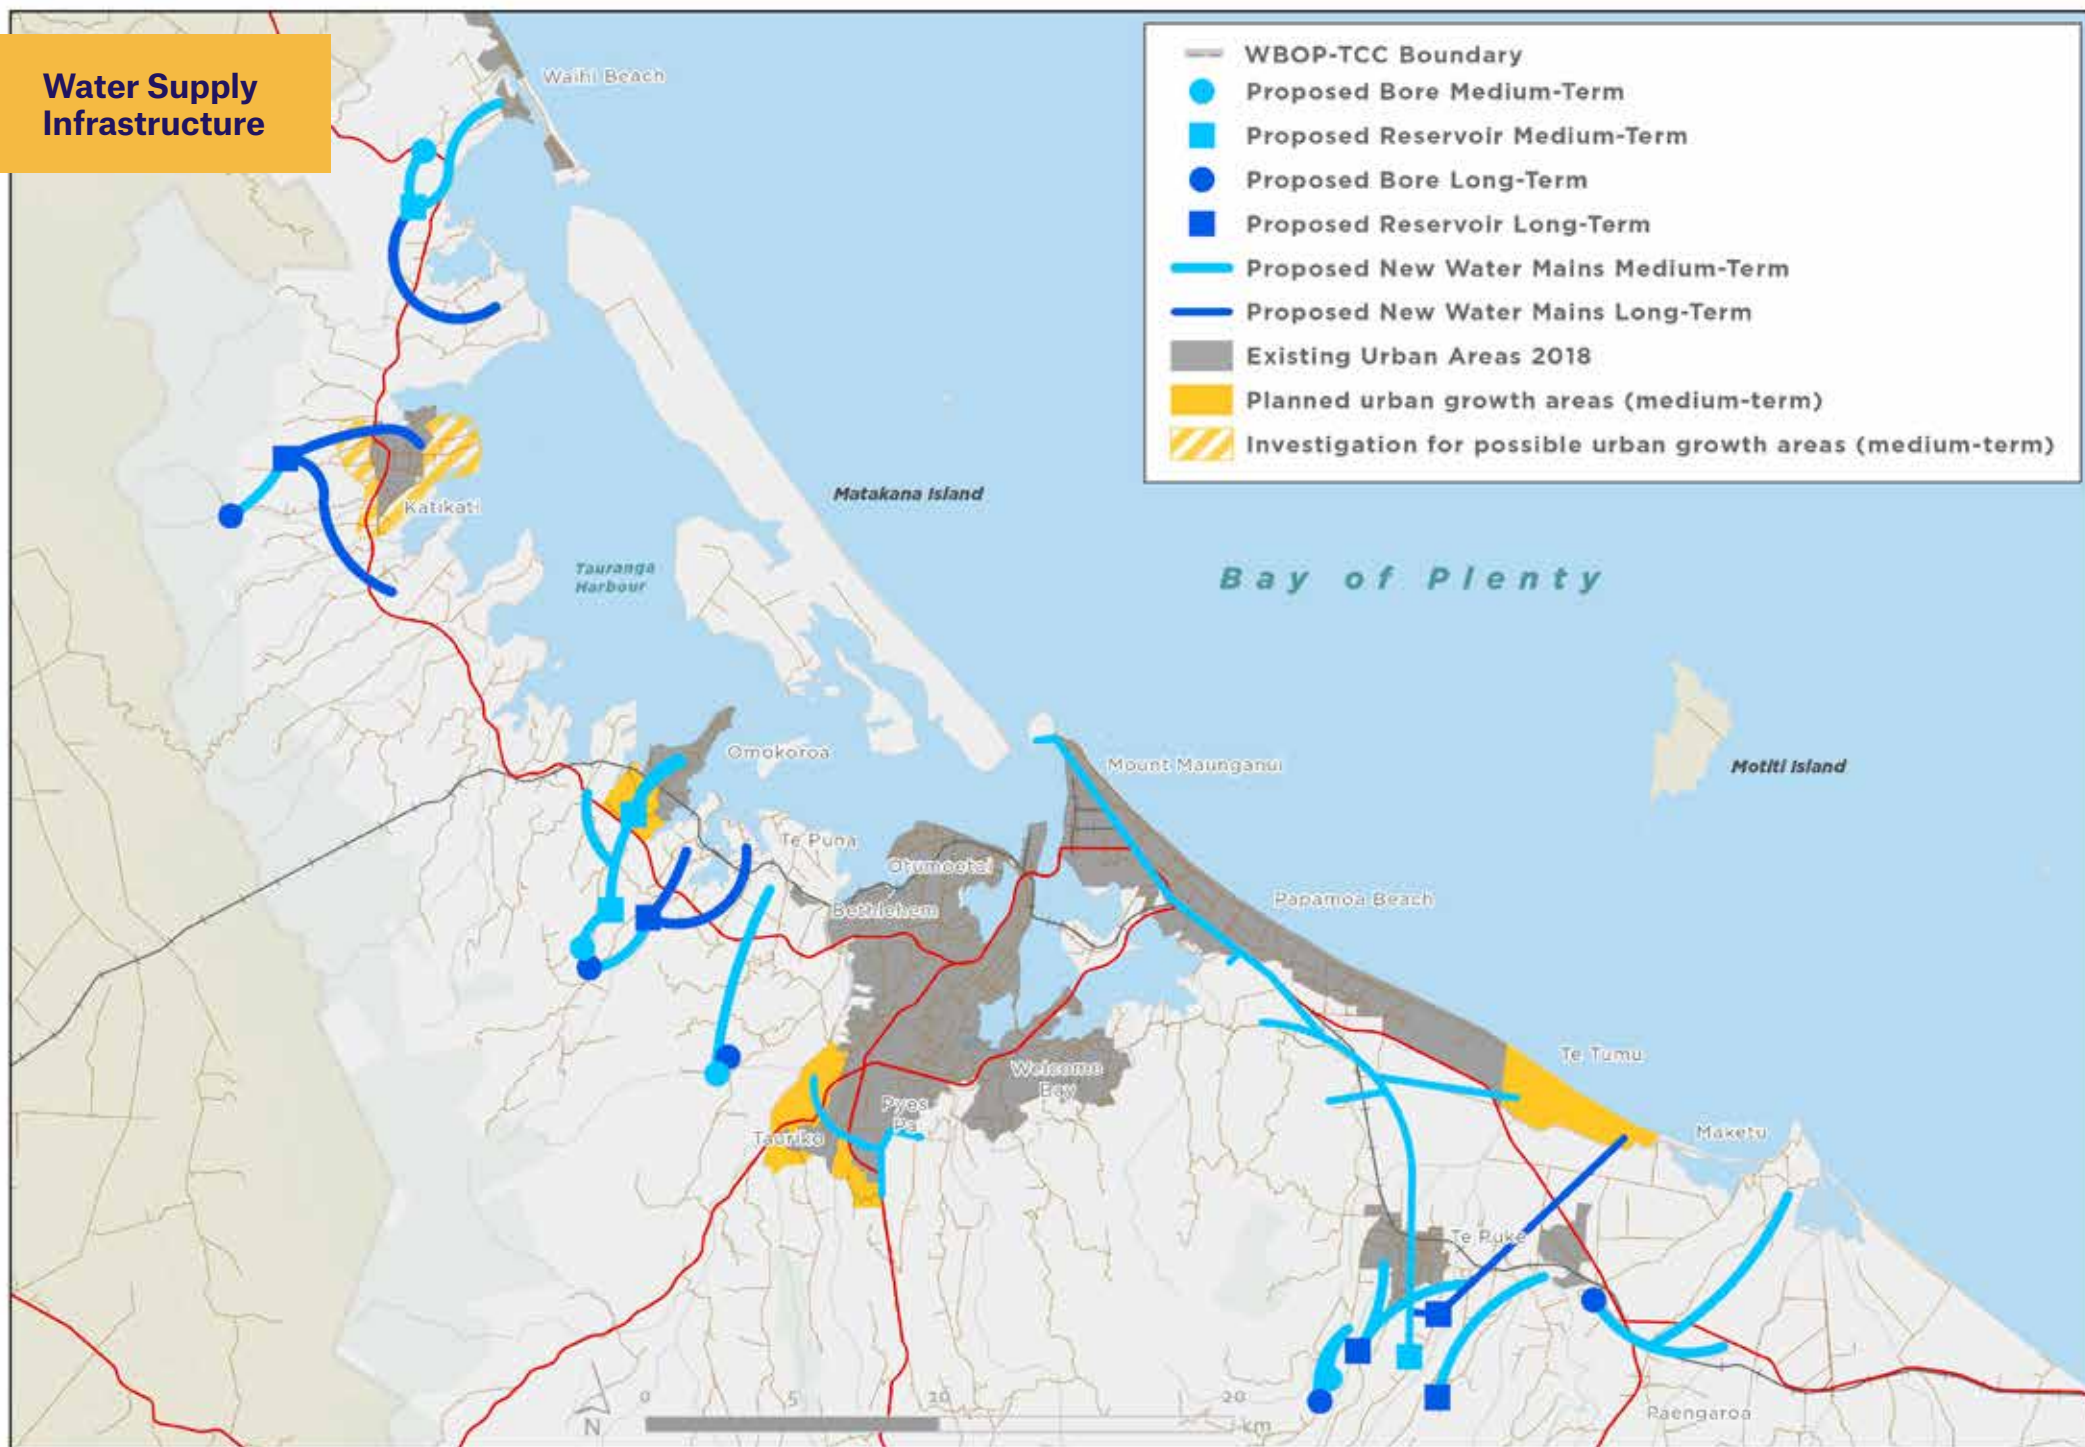 Water Supply
Infrastructure
WBOP-TCC Boundary
Proposed Bore Medium-Term
Proposed Reservoir Medium-Term
Proposed Bore Long-Term
Proposed Reservoir Long-Term
Proposed New Water Mains Medium-Term
Proposed New Water Mains Long-Term
Existing Urban Areas 2018
Planned urban growth areas (medium-term)
Investigation for possible urban growth areas (medium-term)
Waihi Beach
Katikati
Matakana Island
Tauranga
Harbour
Bay of Plenty
Motiti Island
Omokoroa
Mount Maunganui
Te Puna
Otumoetai
Bethlehem
Papamoa Beach
Te Tumu
Welcome
Bay
Pyes
Pa
Tauriko
Maketu
Te Puke
Paengaroa
0 5 10 20
km
N